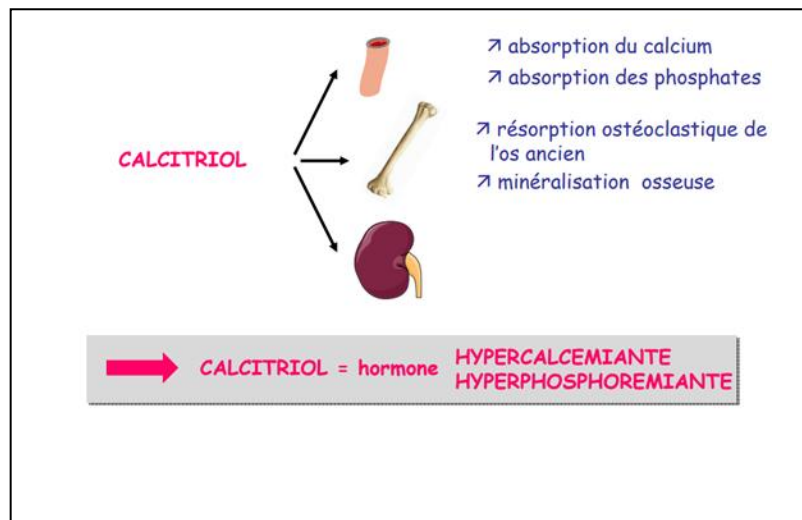 ↗ absorption du calcium
↗ absorption des phosphates
CALCITRIOL
↗ résorption ostéoclastique de
l'os ancien
↗ minéralisation osseuse
CALCITRIOL = hormone HYPERCALCEMIANTE
HYPERPHOSPHOREMIANTE